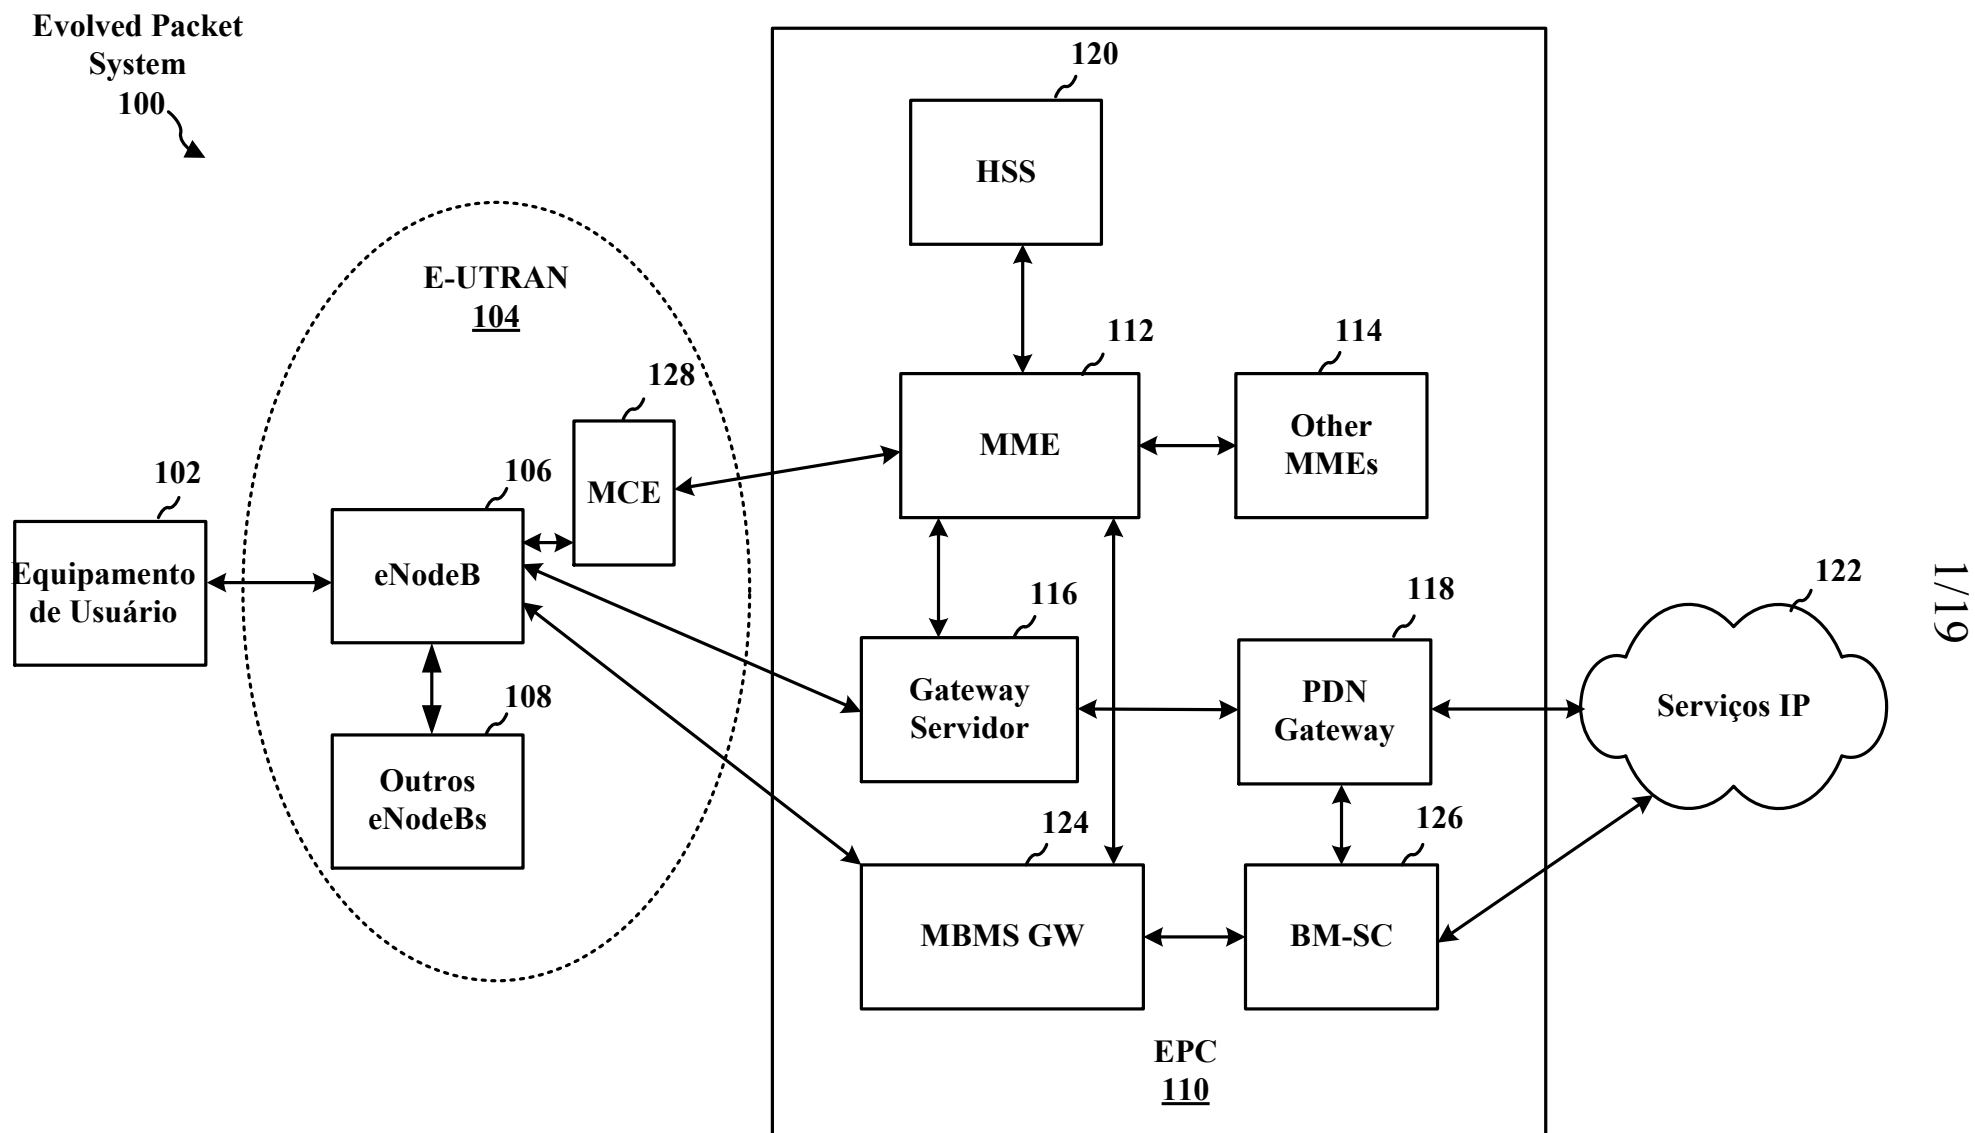 Evolved Packet
System
100
120
HSS
E-UTRAN
104
112
114
128
MME
Other
MMEs
102
106
MCE
Equipamento
de Usuário
eNodeB
116
118
122
1/19
108
Gateway
Servidor
PDN
Gateway
Serviços IP
Outros
eNodeBs
124
126
MBMS GW
BM-SC
EPC
110